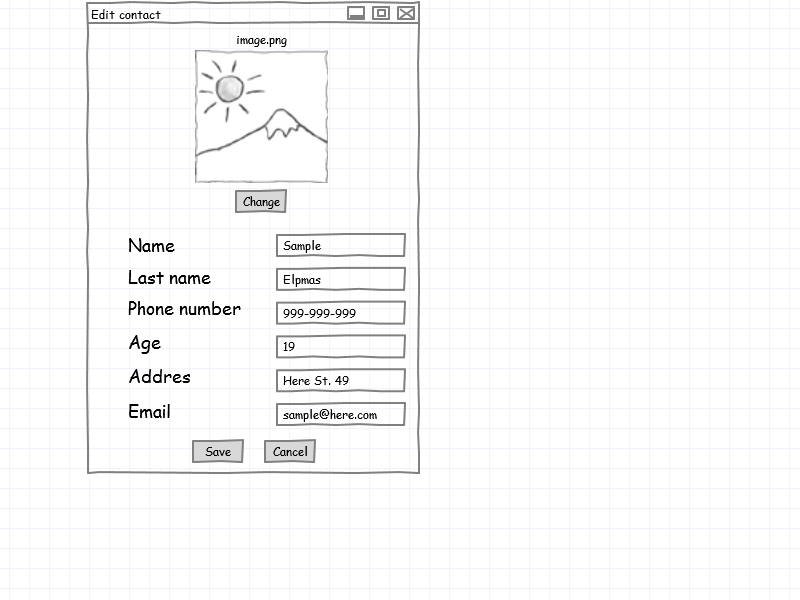 Edit contact
image.png
Change
Name Sample
Last name Elpmas
Phone number 999-999-999
Age 19
Addres Here St. 49
Email sample@here.com
Save Cancel